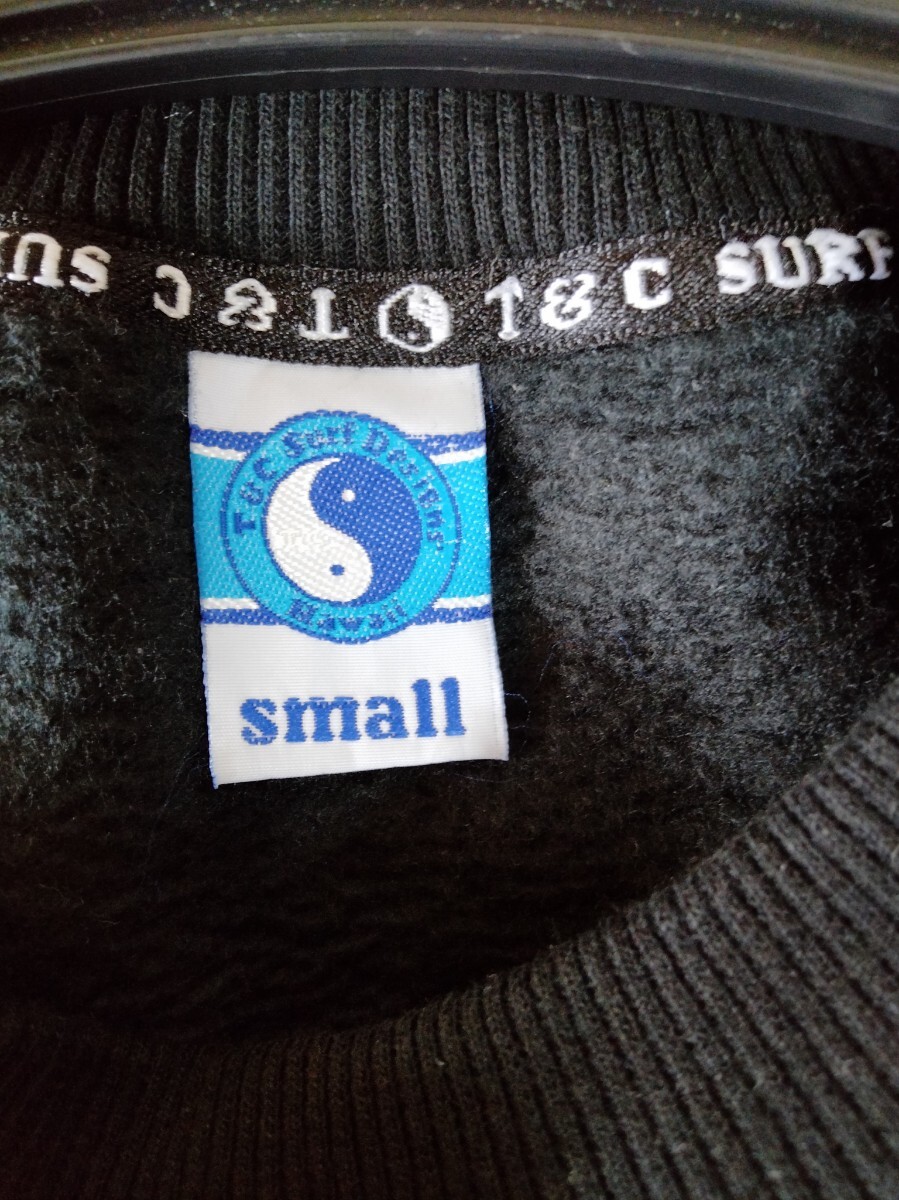 SU
T&C
T&C SURF
T&C Surf Designs
Hawaii
small